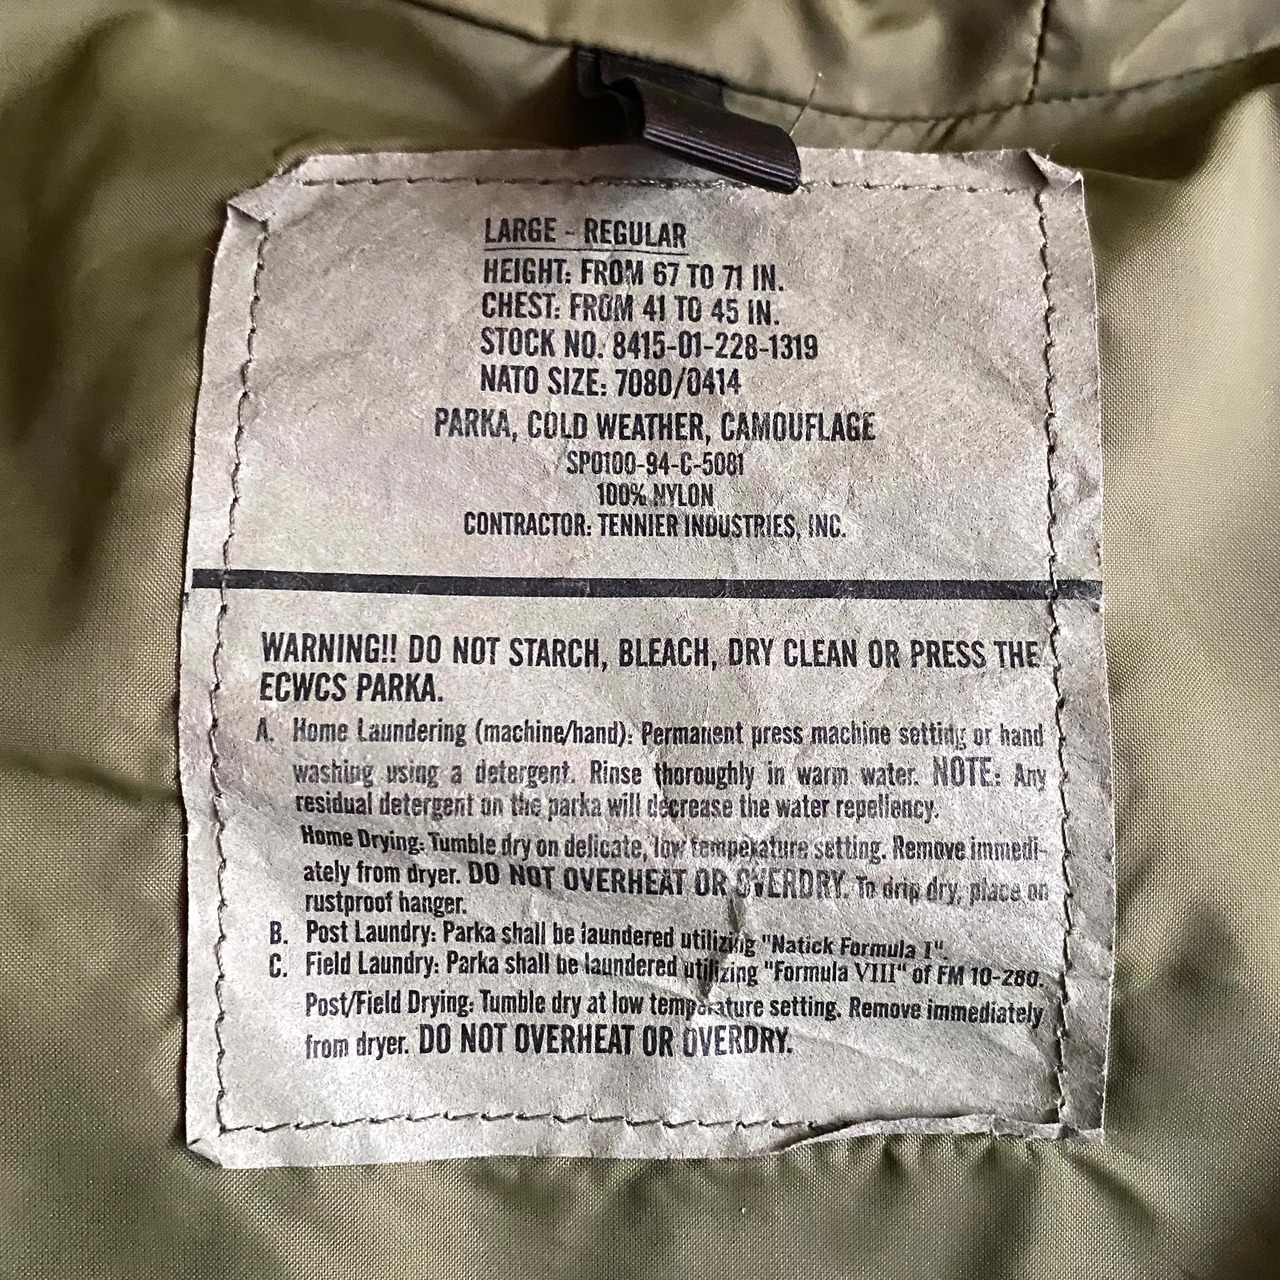 LARGE - REGULAR
HEIGHT: FROM 67 TO 71 IN.
CHEST: FROM 41 TO 45 IN.
STOCK NO. 8415-01-228-1319
NATO SIZE: 7080/0414
PARKA, COLD WEATHER, CAMOUFLAGE
SP0100-94-C-5081
100% NYLON
CONTRACTOR: TENNIER INDUSTRIES, INC.
WARNING!! DO NOT STARCH, BLEACH, DRY CLEAN OR PRESS THE
ECWCS PARKA.
A. Home Laundering (machine/hand): Permanent press machine setting or hand
washing using a detergent. Rinse thoroughly in warm water. NOTE: Any
residual detergent on the parka will decrease the water repellency.
Home Drying: Tumble dry on delicate, low temperature setting. Remove immedi-
ately from dryer. DO NOT OVERHEAT OR OVERDRY. To drip dry, place on
rustproof hanger.
B. Post Laundry: Parka shall be laundered utilizing "Natick Formula I".
C. Field Laundry: Parka shall be laundered utilizing "Formula VIII" of FM 10-280.
Post/Field Drying: Tumble dry at low temperature setting. Remove immediately
from dryer. DO NOT OVERHEAT OR OVERDRY.